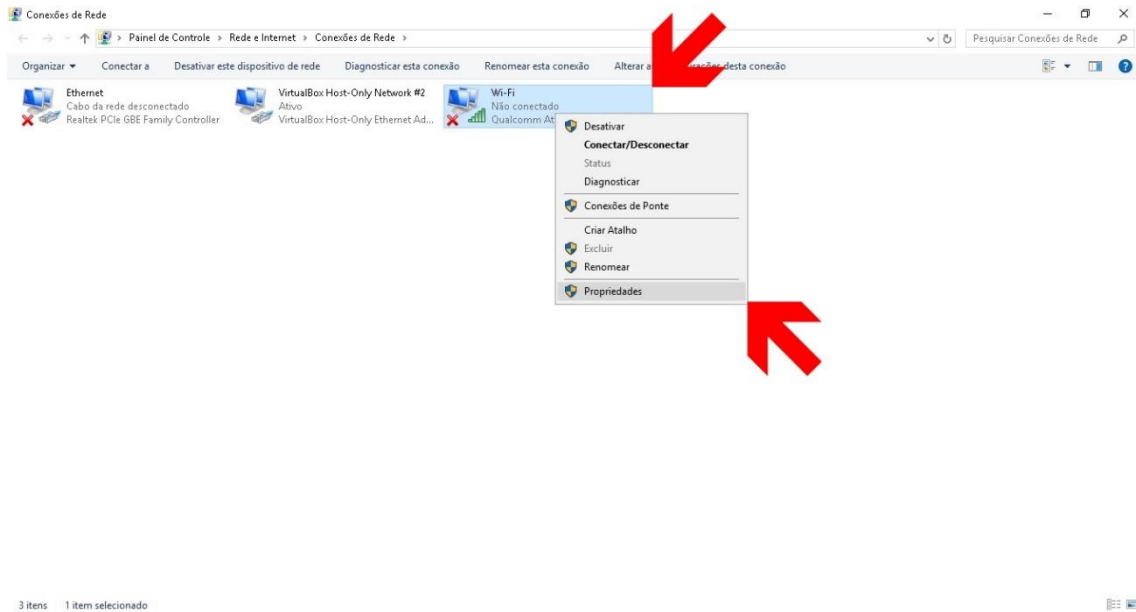 Conexões de Rede
Painel de Controle > Rede e Internet > Conexões de Rede >
Pesquisar Conexões de Rede
Organizar Conectar a Desativar este dispositivo de rede Diagnosticar esta conexão Renomear esta conexão Alterar a desta conexão
Ethernet
Cabo da rede desconectado
Realtek PCIe GBE Family Controller
VirtualBox Host-Only Network #2
Ativo
VirtualBox Host-Only Ethernet Ad...
Wi-Fi
Não conectado
Qualcomm At
Desativar
Conectar/Desconectar
Status
Diagnosticar
Conexões de Ponte
Criar Atalho
Excluir
Renomear
Propriedades
3 itens 1 item selecionado